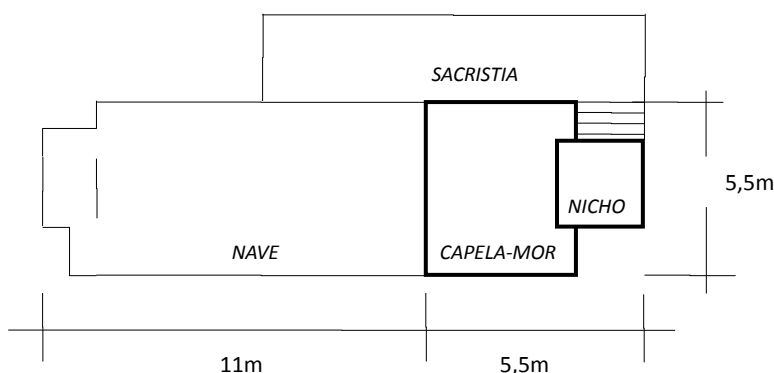 SACRISTIA
5,5m
NICHO
NAVE
CAPELA-MOR
11m
5,5m